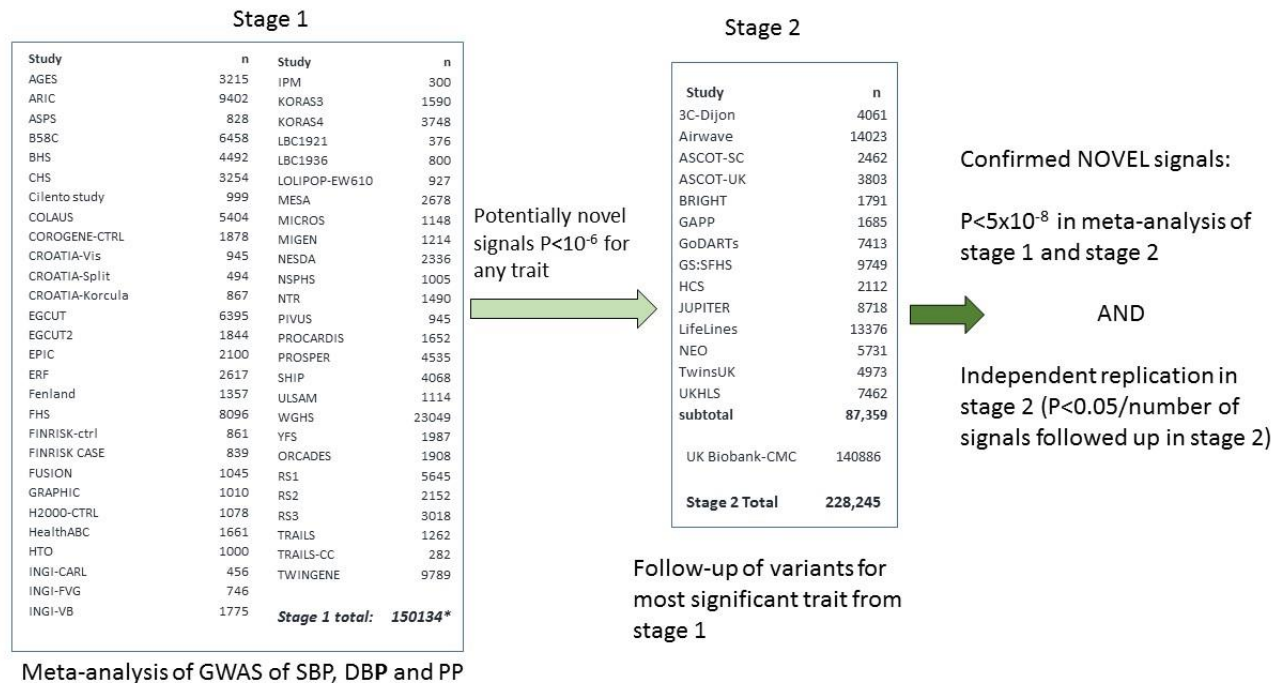 Stage 1
Study n Study n
AGES 3215 IPM 300
ARIC 9402 KORAS3 1590
ASPS 828 KORAS4 3748
B58C 6458 LBC1921 376
BHS 4492 LBC1936 800
CHS 3254 LOLIPOP-EW610 927
Cilento study 999 MESA 2678
COLAUS 5404 MICROS 1148
COROGENE-CTRL 1878 MIGEN 1214
CROATIA-Vis 945 NESDA 2336
CROATIA-Split 494 NSPHS 1005
CROATIA-Korcula 867 NTR 1490
EGCUT 6395 PIVUS 945
EGCUT2 1844 PROCARDIS 1652
EPIC 2100 PROSPER 4535
ERF 2617 SHIP 4068
Fenland 1357 ULSAM 1114
FHS 8096 WGHS 23049
FINRISK-ctrl 861 YFS 1987
FINRISK CASE 839 ORCADES 1908
FUSION 1045 RS1 5645
GRAPHIC 1010 RS2 2152
H2000-CTRL 1078 RS3 3018
HealthABC 1661 TRAILS 1262
HTO 1000 TRAILS-CC 282
INGI-CARL 456 TWINGENE 9789
INGI-FVG 746
INGI-VB 1775 Stage 1 total: 150134*
Meta-analysis of GWAS of SBP, DBP and PP
Potentially novel
signals P<10⁻⁶ for
any trait
Stage 2
Study n
3C-Dijon 4061
Airwave 14023
ASCOT-SC 2462
ASCOT-UK 3803
BRIGHT 1791
GAPP 1685
GoDARTs 7413
GS:SFHS 9749
HCS 2112
JUPITER 8718
LifeLines 13376
NEO 5731
TwinsUK 4973
UKHLS 7462
subtotal 87,359
UK Biobank-CMC 140886
Stage 2 Total 228,245
Follow-up of variants for
most significant trait from
stage 1
Confirmed NOVEL signals:
P<5x10⁻⁸ in meta-analysis of
stage 1 and stage 2
AND
Independent replication in
stage 2 (P<0.05/number of
signals followed up in stage 2)